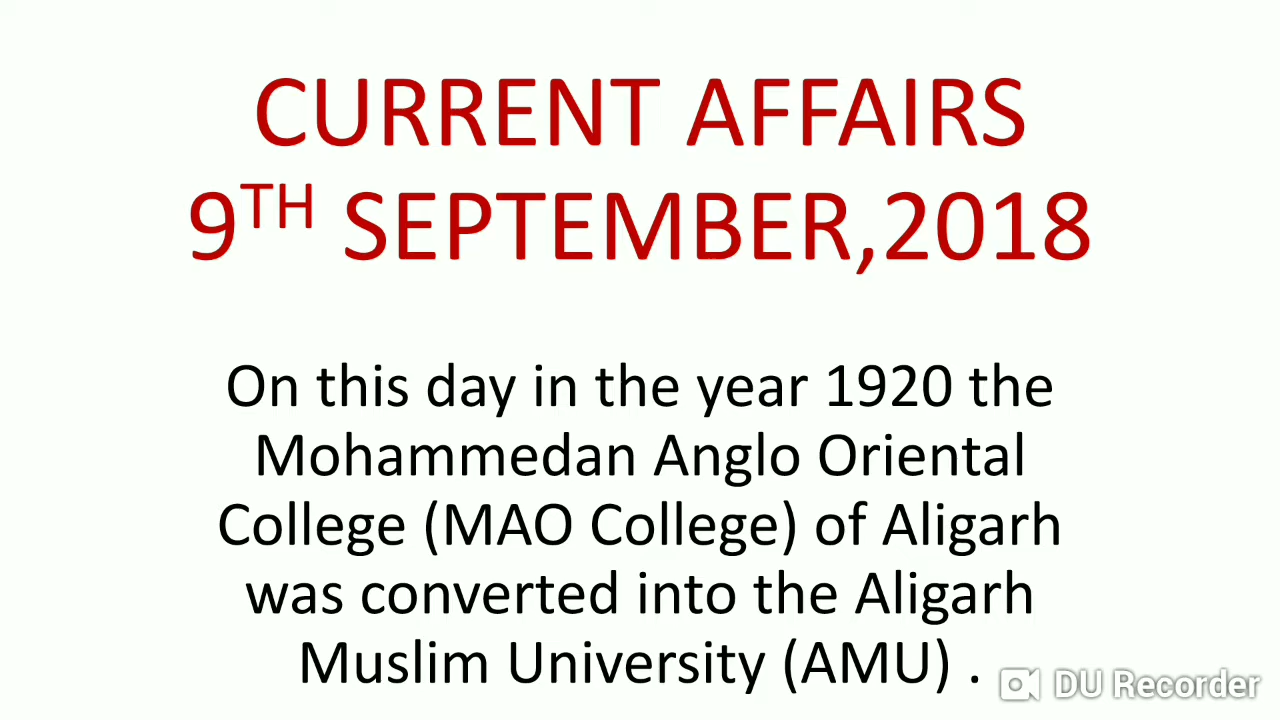 CURRENT AFFAIRS
9TH SEPTEMBER,2018
On this day in the year 1920 the
Mohammedan Anglo Oriental
College (MAO College) of Aligarh
was converted into the Aligarh
Muslim University (AMU) .
DU Recorder